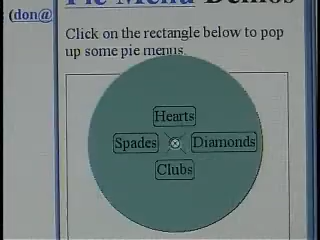 Pie Menu Demos
(don@
Click on the rectangle below to pop
up some pie menus.
Hearts
Spades
Diamonds
Clubs